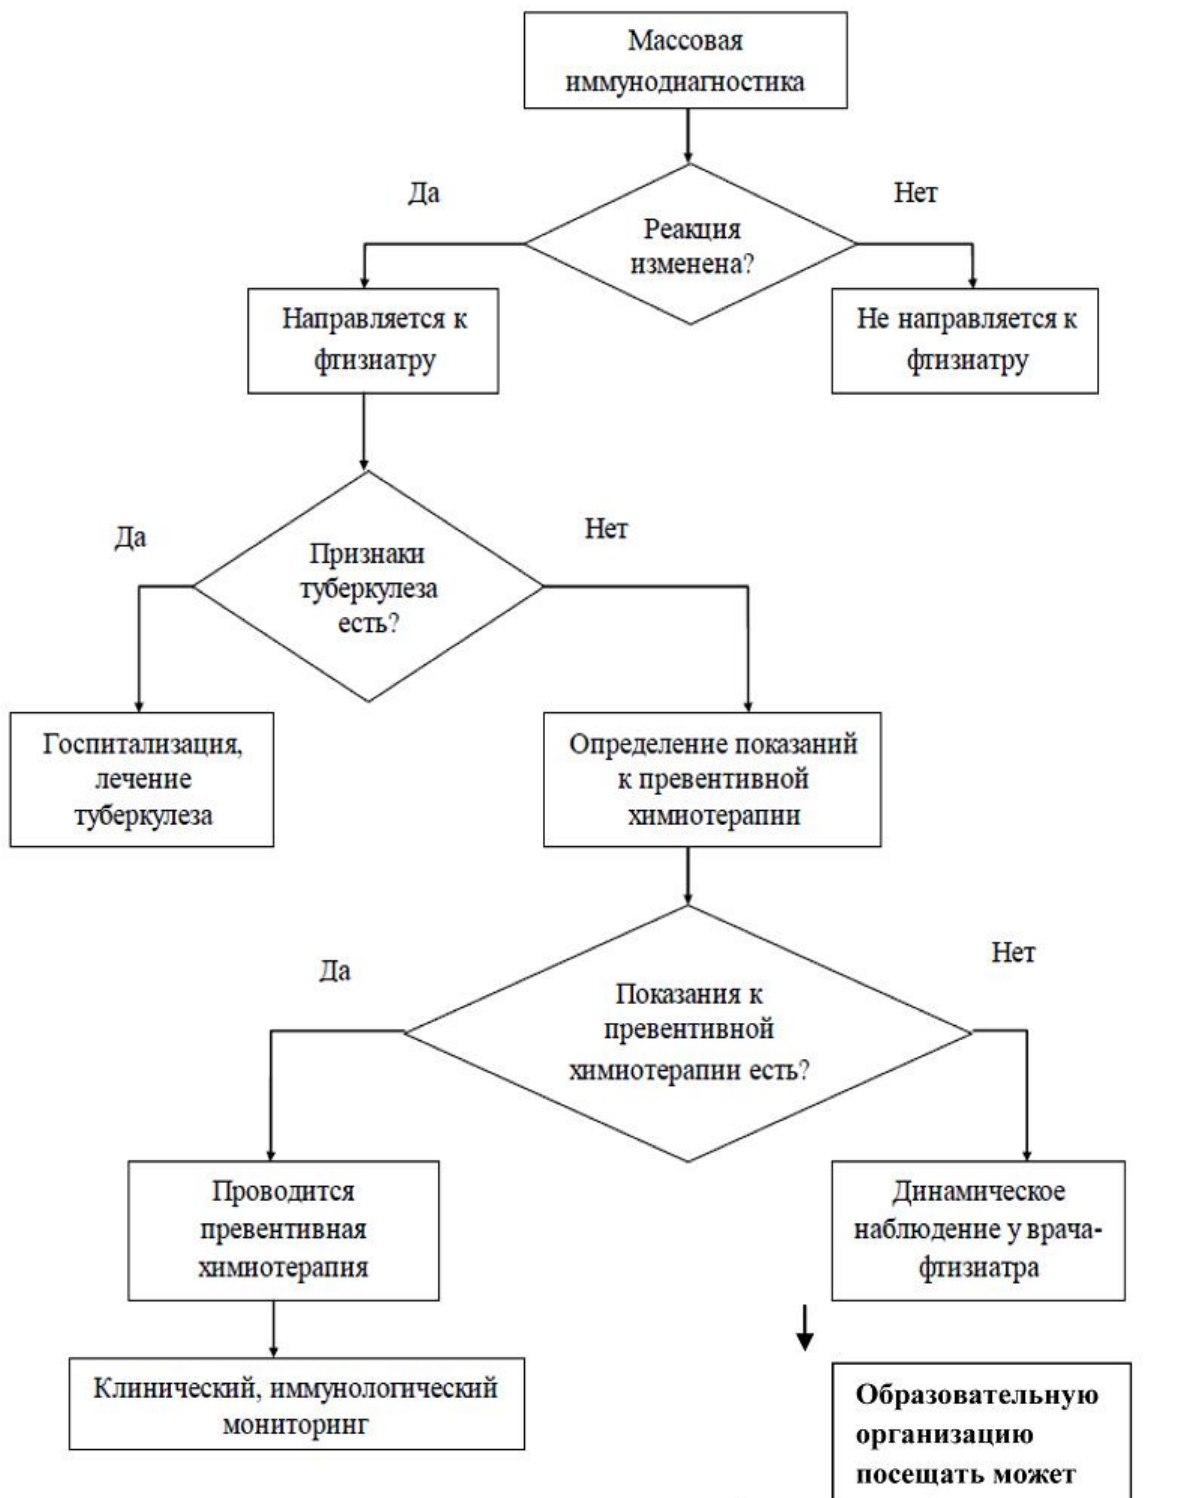 Массовая
иммунодиагностика
Да
Нет
Реакция
изменена?
Направляется к
фтизиатру
Не направляется к
фтизиатру
Да
Нет
Признаки
туберкулеза
есть?
Госпитализация,
лечение
туберкулеза
Определение показаний
к превентивной
химиотерапии
Да
Нет
Показания к
превентивной
химиотерапии есть?
Проводится
превентивная
химиотерапия
Динамическое
наблюдение у врача-
фтизиатра
Клинический, иммунологический
мониторинг
Образовательную
организацию
посещать может